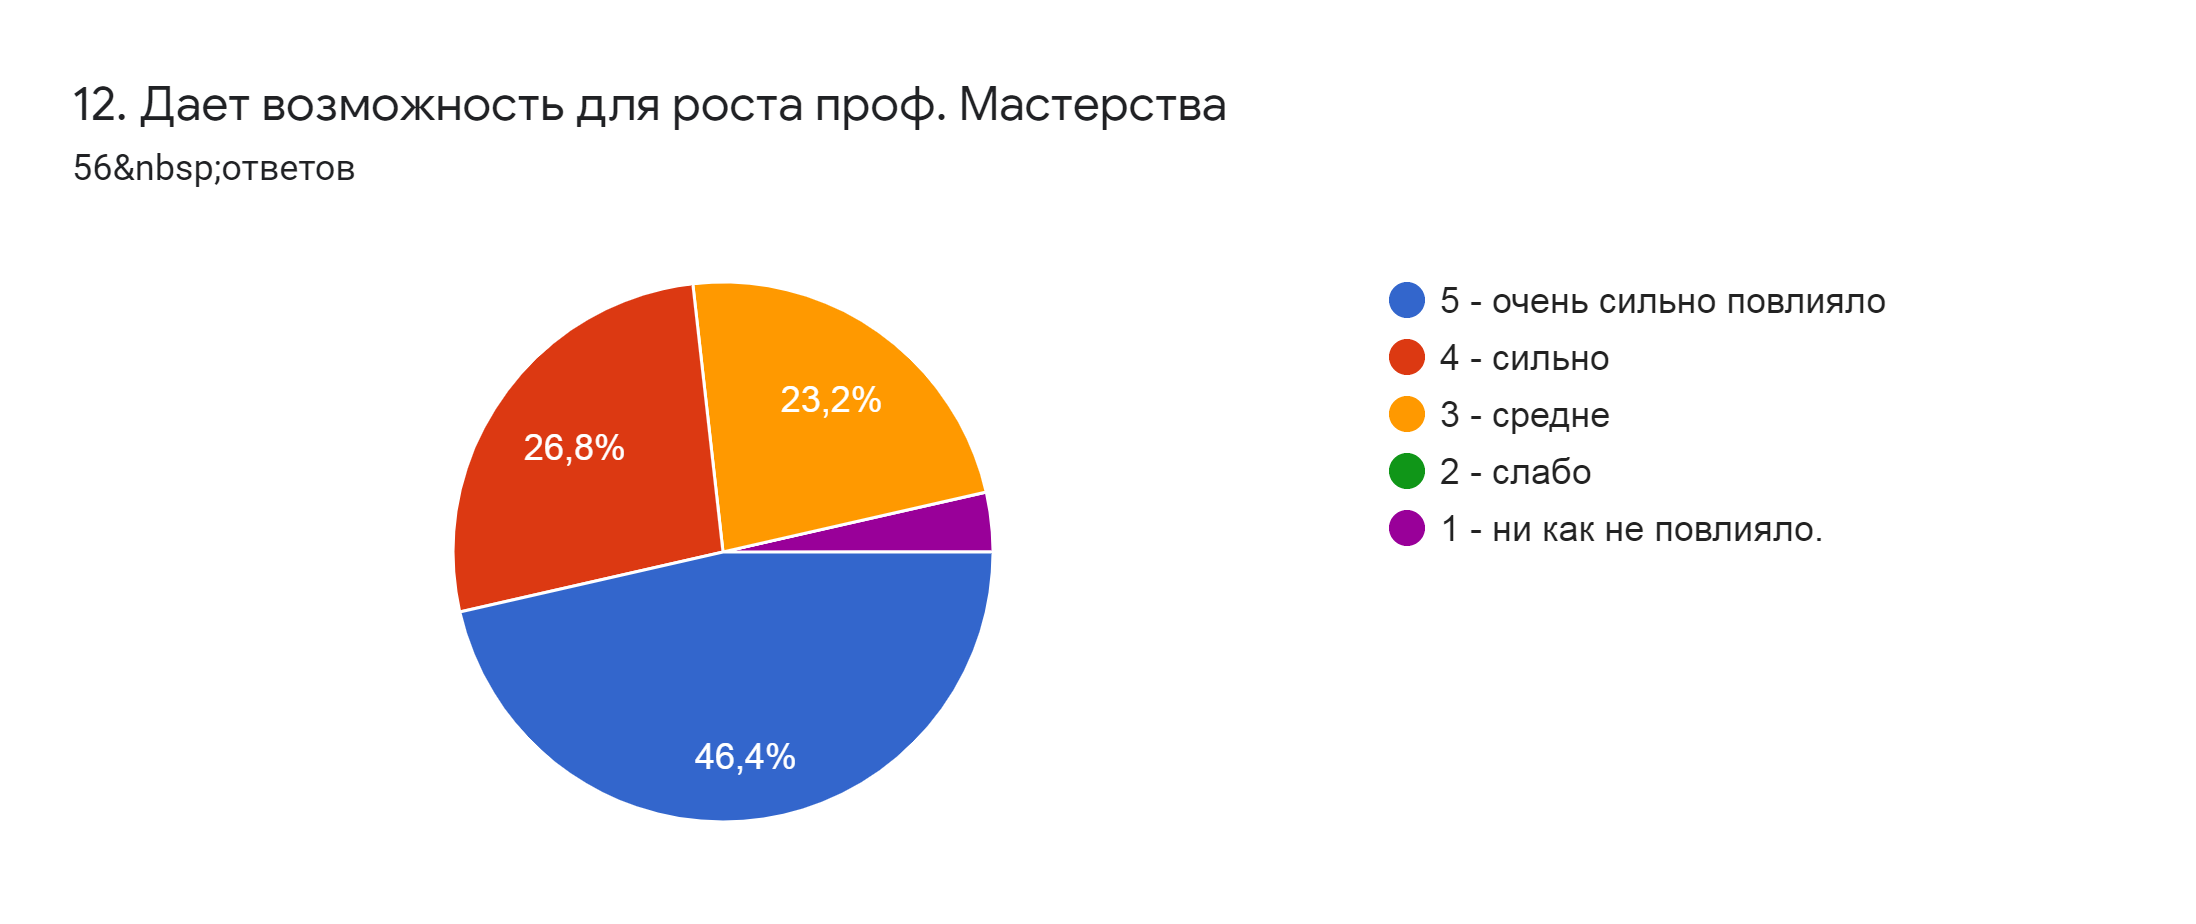 12. Дает возможность для роста проф. Мастерства
56&nbsp;ответов
23,2%
26,8%
46,4%
5 - очень сильно повлияло
4 - сильно
3 - средне
2 - слабо
1 - ни как не повлияло.